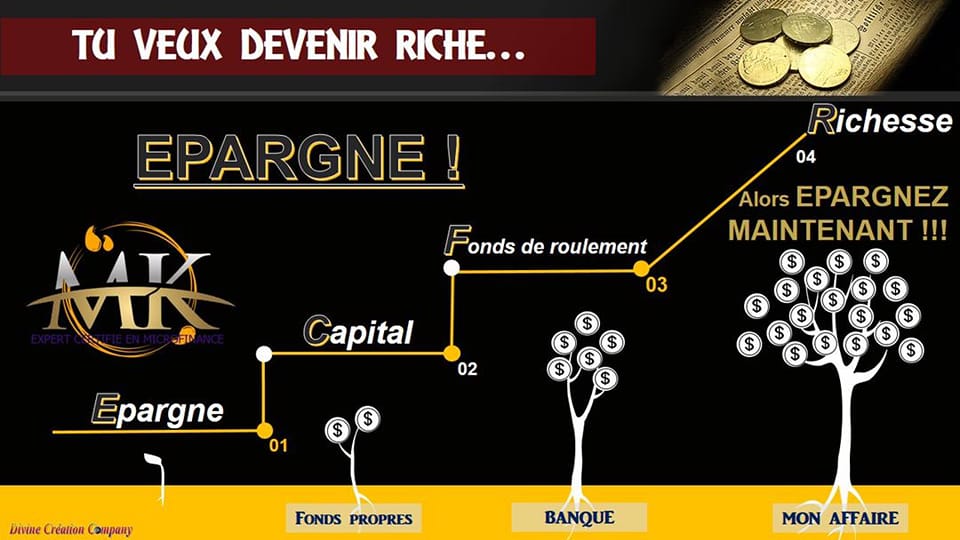 TU VEUX DEVENIR RICHE...
EPARGNE !
Richesse
04
Alors EPARGNEZ
MAINTENANT !!!
Fonds de roulement
03
MK
EXPERT CERTIFIE EN MICROFINANCE
Capital
02
Epargne
01
$ $
$ $ $ $ $ $
$ $ $ $ $ $ $ $ $ $ $ $ $ $ $ $
FONDS PROPRES
BANQUE
MON AFFAIRE
Divine Création Company